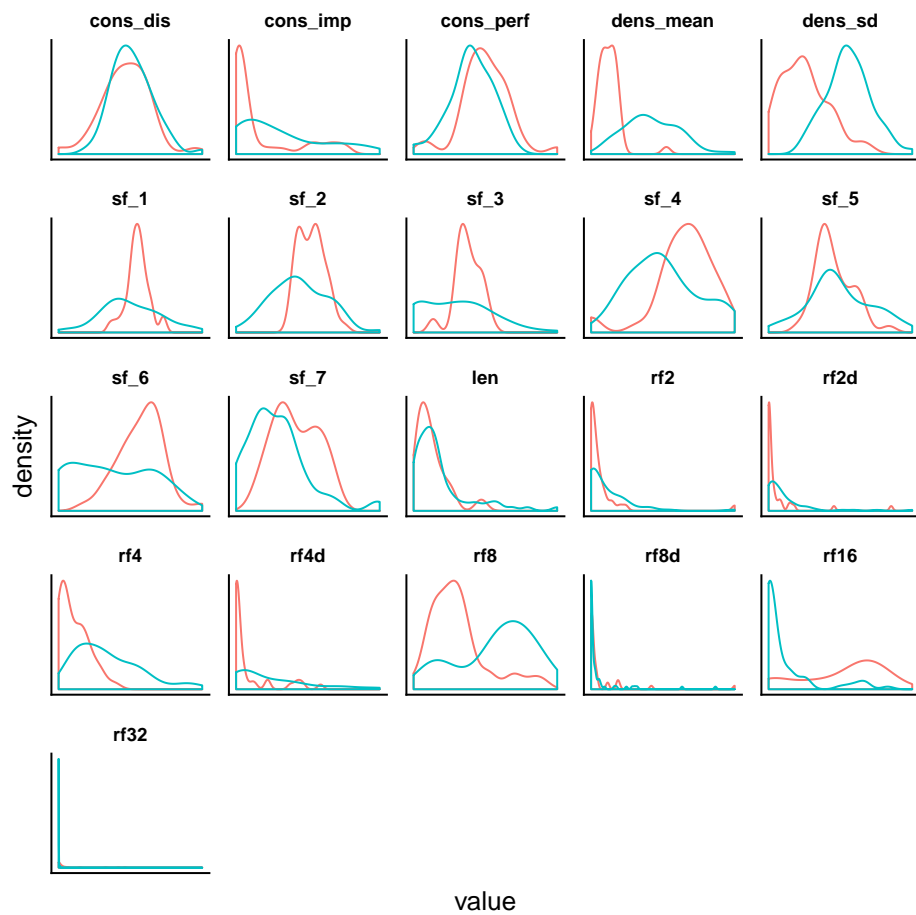 cons_dis cons_imp cons_perf dens_mean dens_sd
sf_1 sf_2 sf_3 sf_4 sf_5
sf_6 sf_7 len rf2 rf2d
rf4 rf4d rf8 rf8d rf16
rf32
density
value